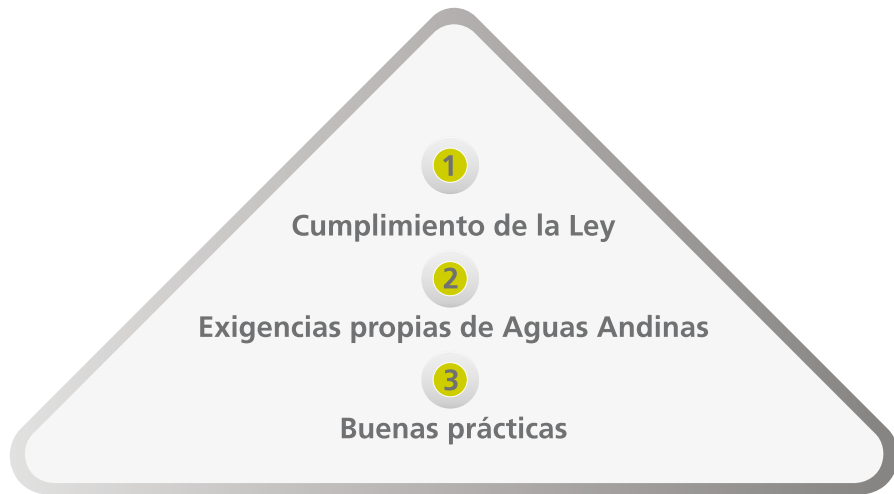 1
Cumplimiento de la Ley
2
Exigencias propias de Aguas Andinas
3
Buenas prácticas